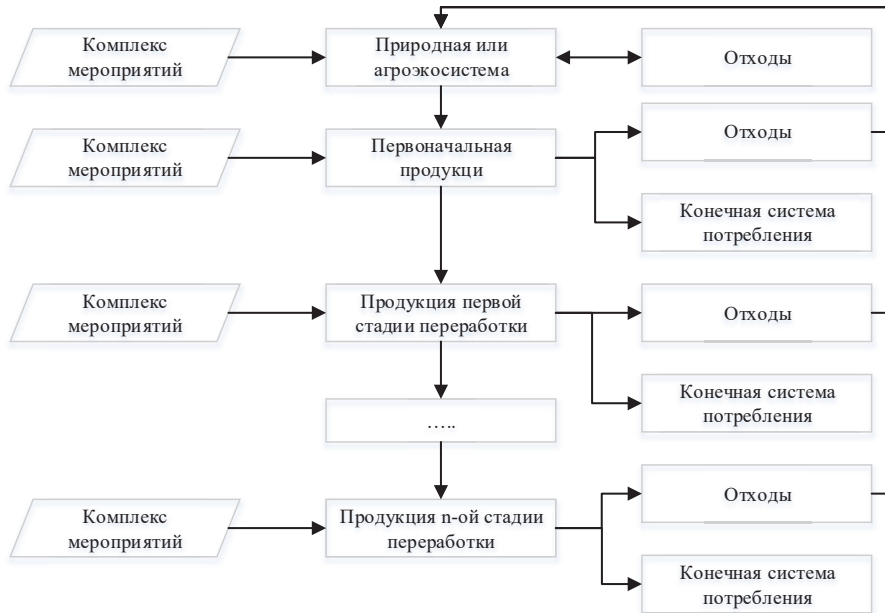 Комплекс
мероприятий
Природная или
агроэкосистема
Отходы
Комплекс
мероприятий
Первоначальная
продукци
Отходы
Конечная система
потребления
Комплекс
мероприятий
Продукция первой
стадии переработки
Отходы
Конечная система
потребления
…..
Комплекс
мероприятий
Продукция n-ой стадии
переработки
Отходы
Конечная система
потребления